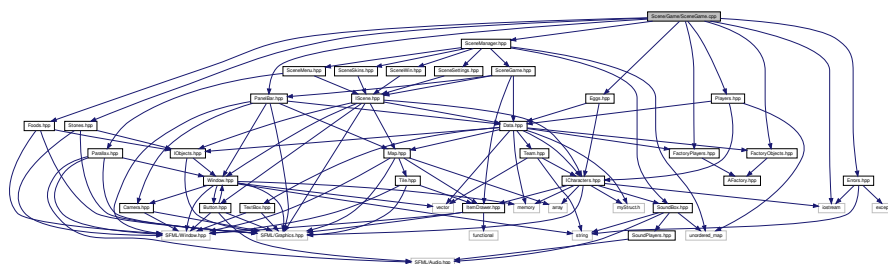 Scene/Game/SceneGame.cpp
SceneManager.hpp
SceneMenu.hpp
SceneSkins.hpp
SceneWin.hpp
SceneSettings.hpp
SceneGame.hpp
PanelBar.hpp
IScene.hpp
Eggs.hpp
Players.hpp
Foods.hpp
Stones.hpp
Data.hpp
Parallax.hpp
IObjects.hpp
Map.hpp
Team.hpp
FactoryPlayers.hpp
FactoryObjects.hpp
Window.hpp
Tile.hpp
ICharacters.hpp
AFactory.hpp
Errors.hpp
Camera.hpp
Button.hpp
TextBox.hpp
vector
ItemDrawer.hpp
memory
array
myStruct.h
SoundBox.hpp
iostream
SFML/Window.hpp
SFML/Graphics.hpp
functional
string
SoundPlayers.hpp
unordered_map
SFML/Audio.hpp